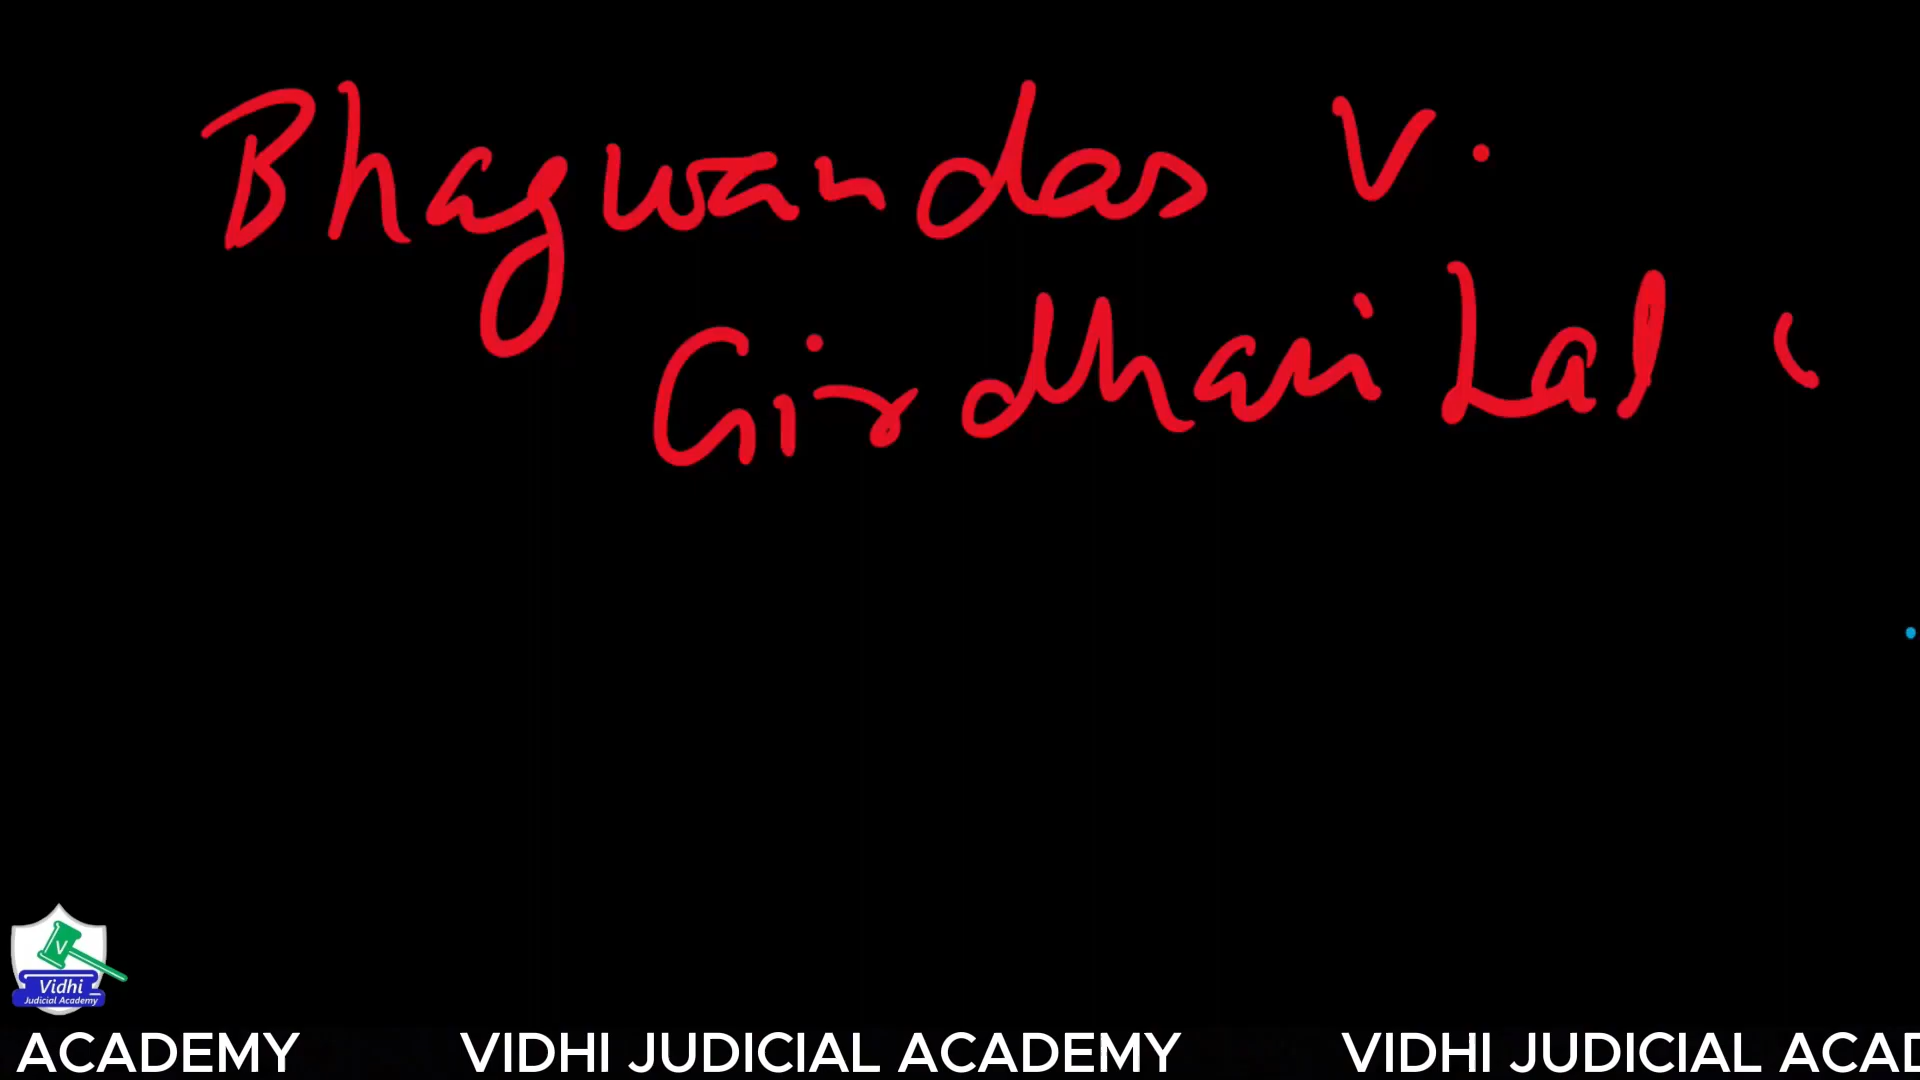 Bhagwandas V.
Girdhari Lal (
V
Vidhi
Judicial Academy
ACADEMY VIDHI JUDICIAL ACADEMY VIDHI JUDICIAL ACAD